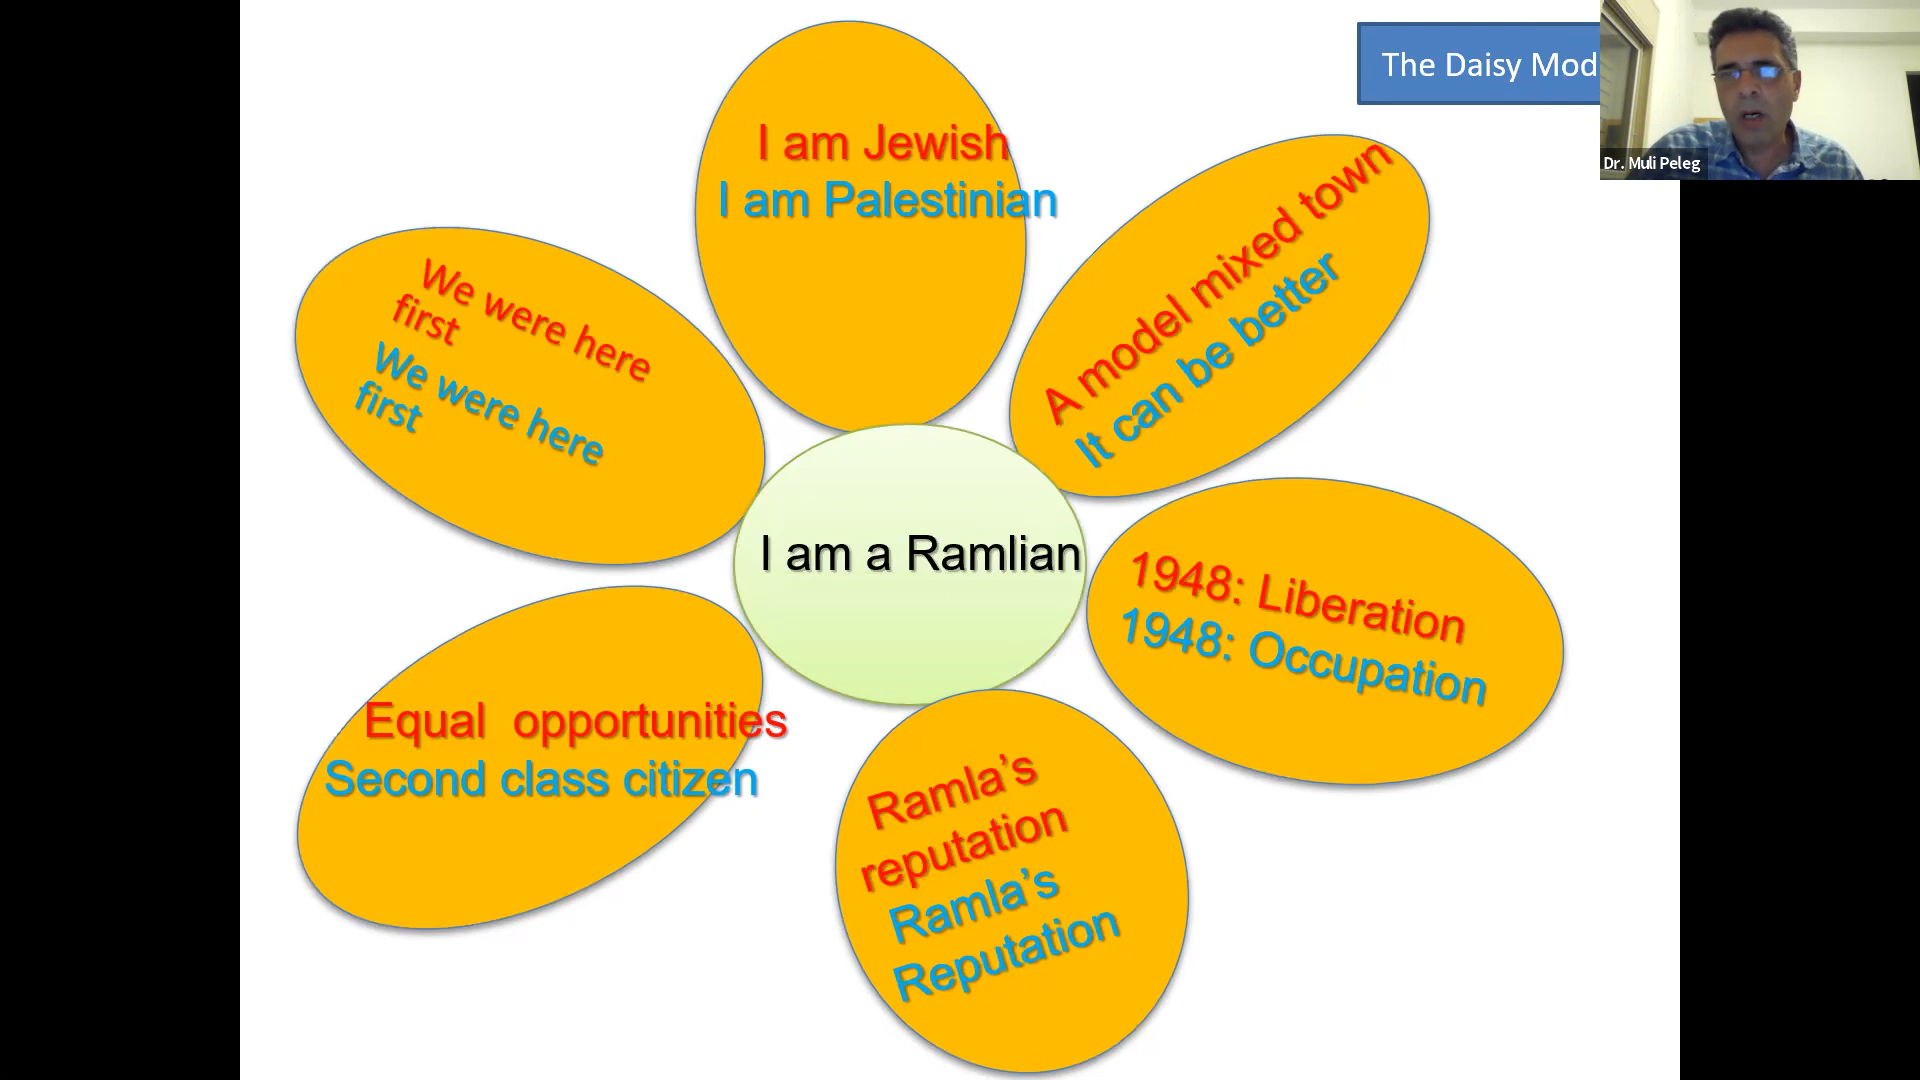 The Daisy Mod
Dr. Muli Peleg
I am Jewish
I am Palestinian
A model mixed town
It can be better
We were here
first
We were here
first
I am a Ramlian
1948: Liberation
1948: Occupation
Equal opportunities
Second class citizen
Ramla’s
reputation
Ramla’s
Reputation